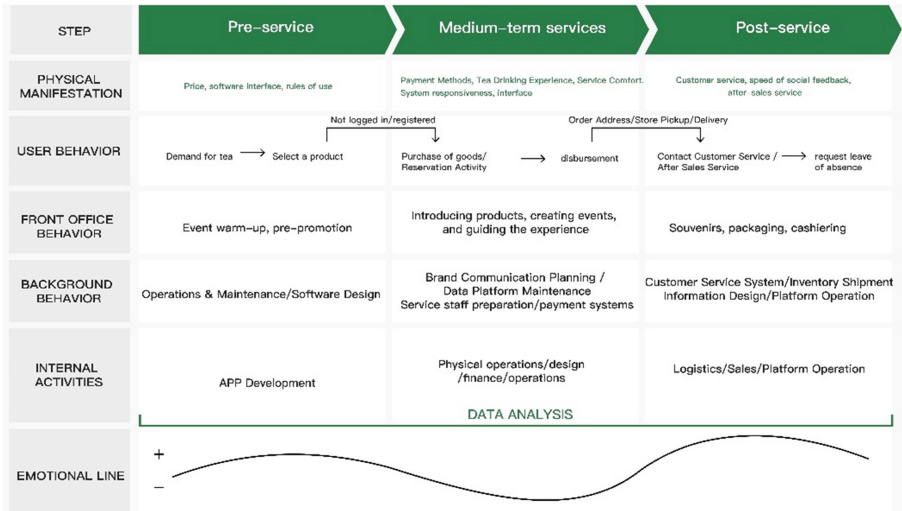 STEP
Pre-service
Medium-term services
Post-service
PHYSICAL
MANIFESTATION
Price, software interface, rules of use
Payment Methods, Tea Drinking Experience, Service Comfort.
System responsiveness, interface
Customer service, speed of social feedback,
after-sales service
USER BEHAVIOR
Not logged in/registered
Order Address/Store Pickup/Delivery
Demand for tea
Select a product
Purchase of goods/
Reservation Activity
disbursement
Contact Customer Service /
After Sales Service
request leave
of absence
FRONT OFFICE
BEHAVIOR
Event warm-up, pre-promotion
Introducing products, creating events,
and guiding the experience
Souvenirs, packaging, cashiering
BACKGROUND
BEHAVIOR
Operations & Maintenance/Software Design
Brand Communication Planning /
Data Platform Maintenance
Service staff preparation/payment systems
Customer Service System/Inventory Shipment
Information Design/Platform Operation
INTERNAL
ACTIVITIES
APP Development
Physical operations/design
/finance/operations
Logistics/Sales/Platform Operation
DATA ANALYSIS
EMOTIONAL LINE
+
–